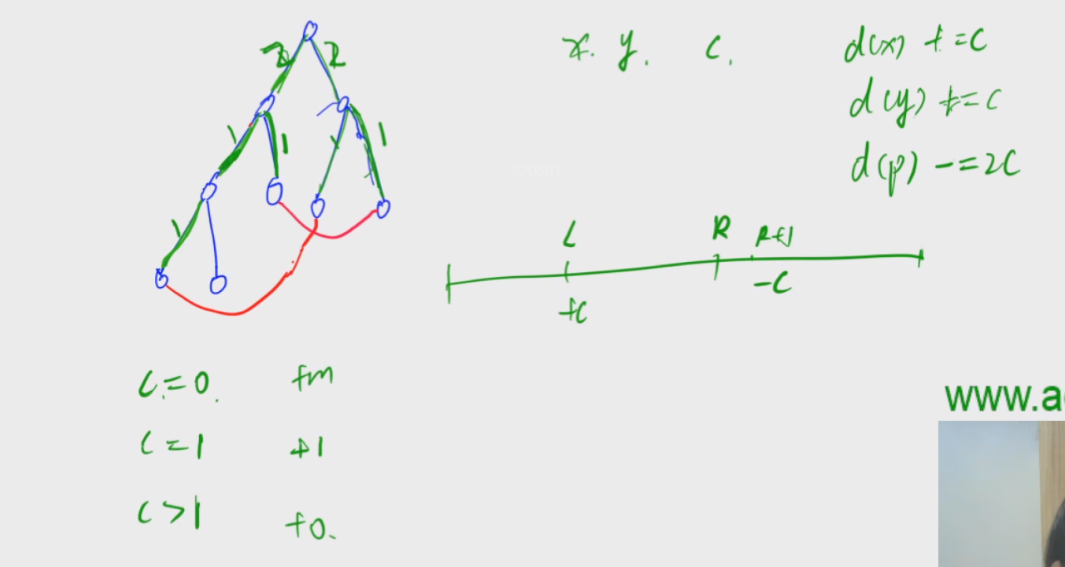 2 2
1 1 1 1
1
x. y. c.
d(x) += c
d(y) += c
d(p) -= 2c
L R R+1
+c -c
c = 0. +m
c = 1 +1
c > 1 +0.
www.a